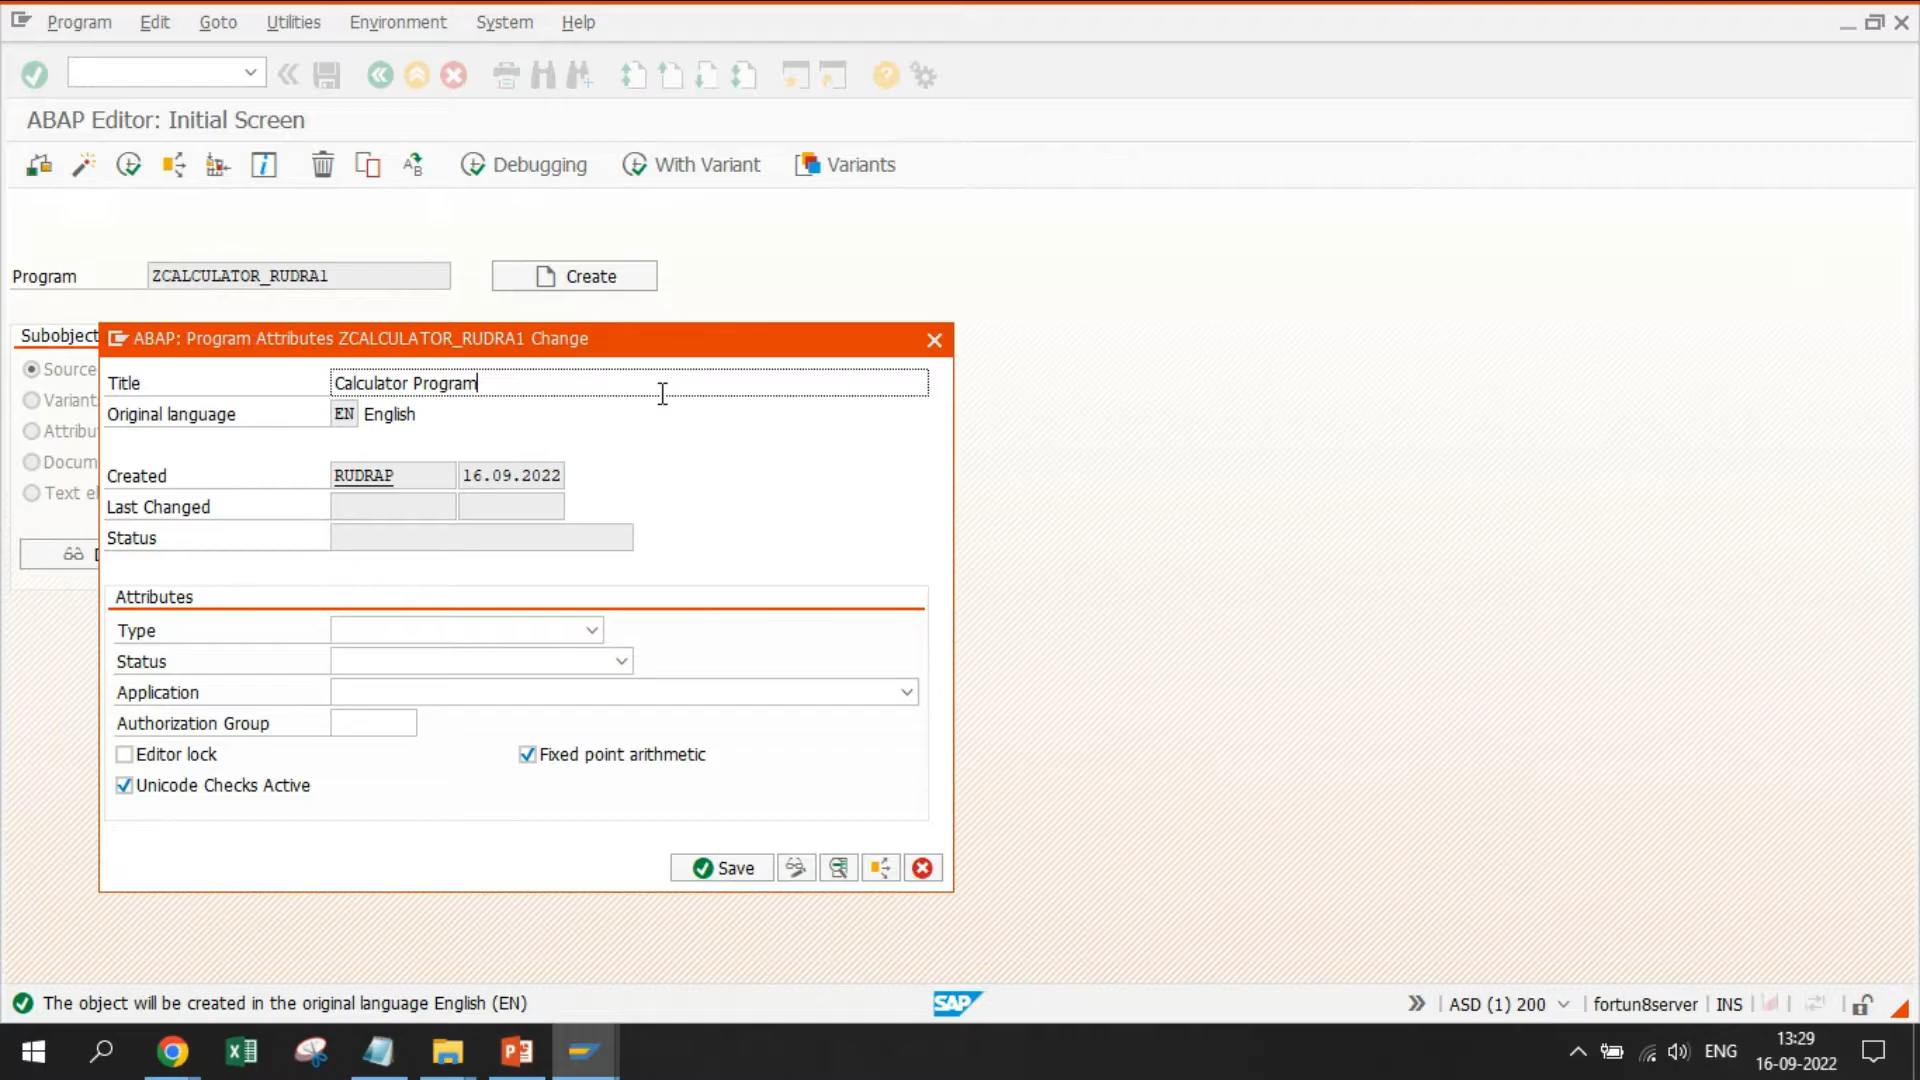 Program Edit Goto Utilities Environment System Help
ABAP Editor: Initial Screen
Debugging With Variant Variants
Program ZCALCULATOR_RUDRA1 Create
Subobject
ABAP: Program Attributes ZCALCULATOR_RUDRA1 Change
Source
Title Calculator Program
Variant
Original language EN English
Attribu
Docum
Created RUDRAP 16.09.2022
Text el
Last Changed
Status
D
Attributes
Type
Status
Application
Authorization Group
Editor lock Fixed point arithmetic
Unicode Checks Active
Save
The object will be created in the original language English (EN) SAP ASD (1) 200 fortun8server INS
ENG 13:29
16-09-2022